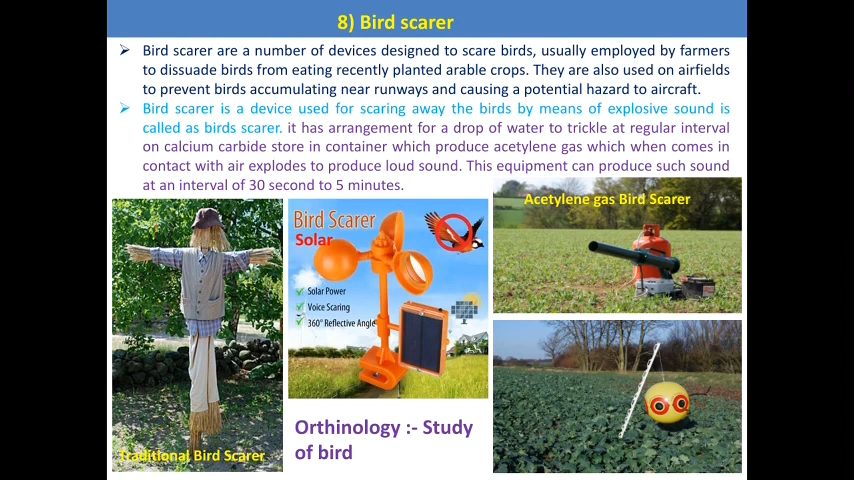 8) Bird scarer
Bird scarer are a number of devices designed to scare birds, usually employed by farmers
to dissuade birds from eating recently planted arable crops. They are also used on airfields
to prevent birds accumulating near runways and causing a potential hazard to aircraft.
Bird scarer is a device used for scaring away the birds by means of explosive sound is
called as birds scarer. it has arrangement for a drop of water to trickle at regular interval
on calcium carbide store in container which produce acetylene gas which when comes in
contact with air explodes to produce loud sound. This equipment can produce such sound
at an interval of 30 second to 5 minutes.
Acetylene gas Bird Scarer
Bird Scarer
Solar
Solar Power
Voice Scaring
360° Reflective Angle
Orthinology :- Study
of bird
Traditional Bird Scarer